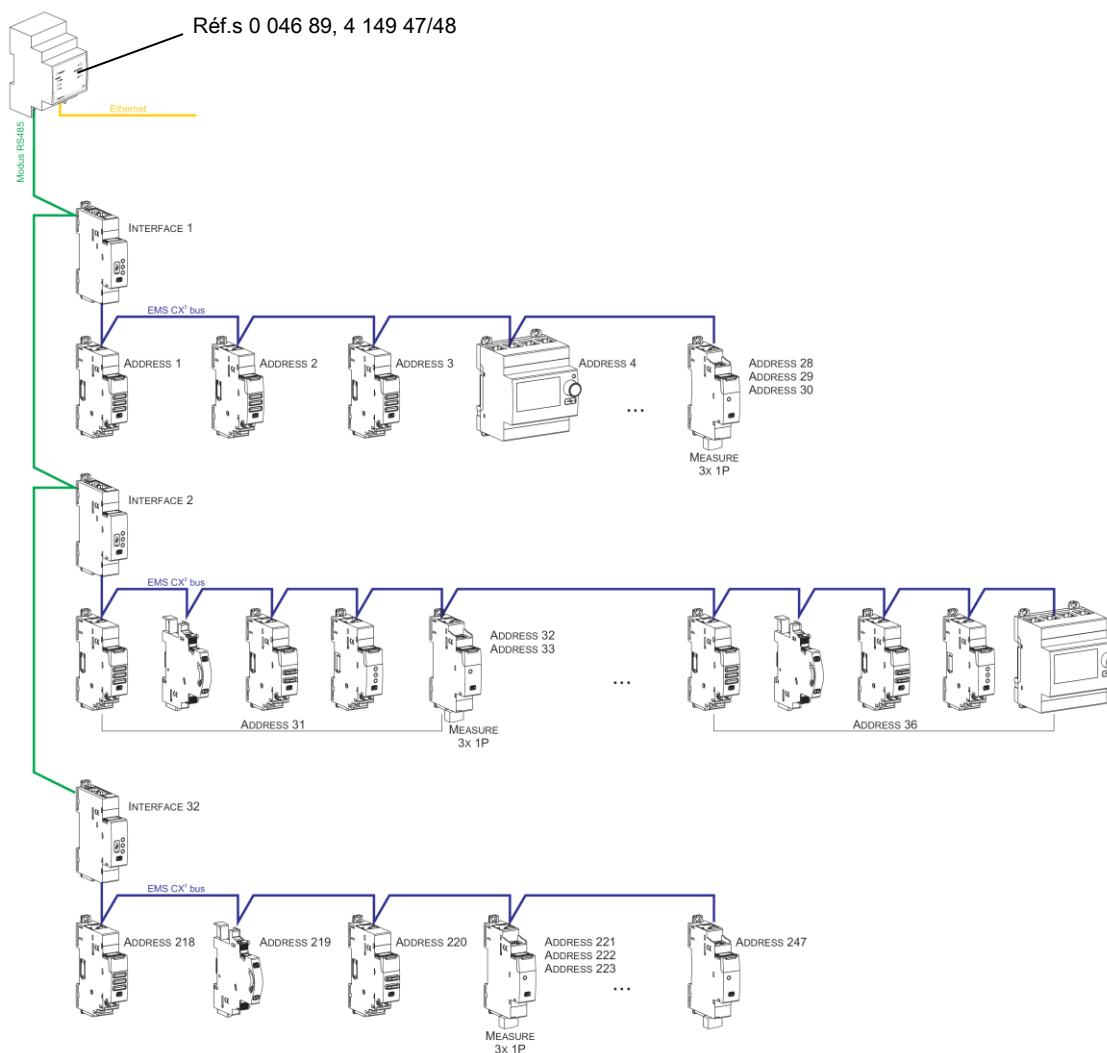 Réf.s 0 046 89, 4 149 47/48
Ethernet
Modus RS485
INTERFACE 1
EMS CX³ bus
ADDRESS 1
ADDRESS 2
ADDRESS 3
ADDRESS 4
...
ADDRESS 28
ADDRESS 29
ADDRESS 30
MEASURE
3X 1P
INTERFACE 2
EMS CX³ bus
ADDRESS 32
ADDRESS 33
...
ADDRESS 31
MEASURE
3X 1P
ADDRESS 36
INTERFACE 32
EMS CX³ bus
ADDRESS 218
ADDRESS 219
ADDRESS 220
ADDRESS 221
ADDRESS 222
ADDRESS 223
...
ADDRESS 247
MEASURE
3X 1P